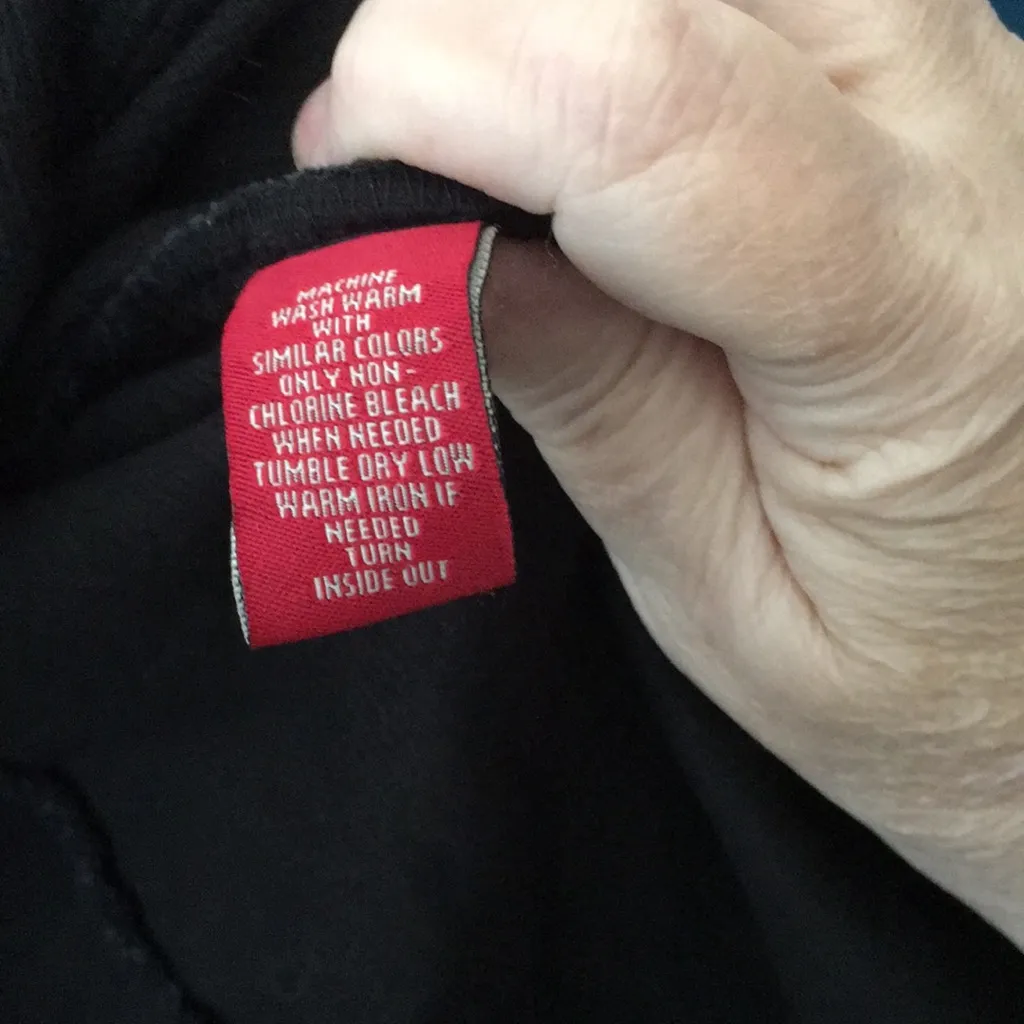 MACHINE
WASH WARM
WITH
SIMILAR COLORS
ONLY NON-
CHLORINE BLEACH
WHEN NEEDED
TUMBLE DRY LOW
WARM IRON IF
NEEDED
TURN
INSIDE OUT